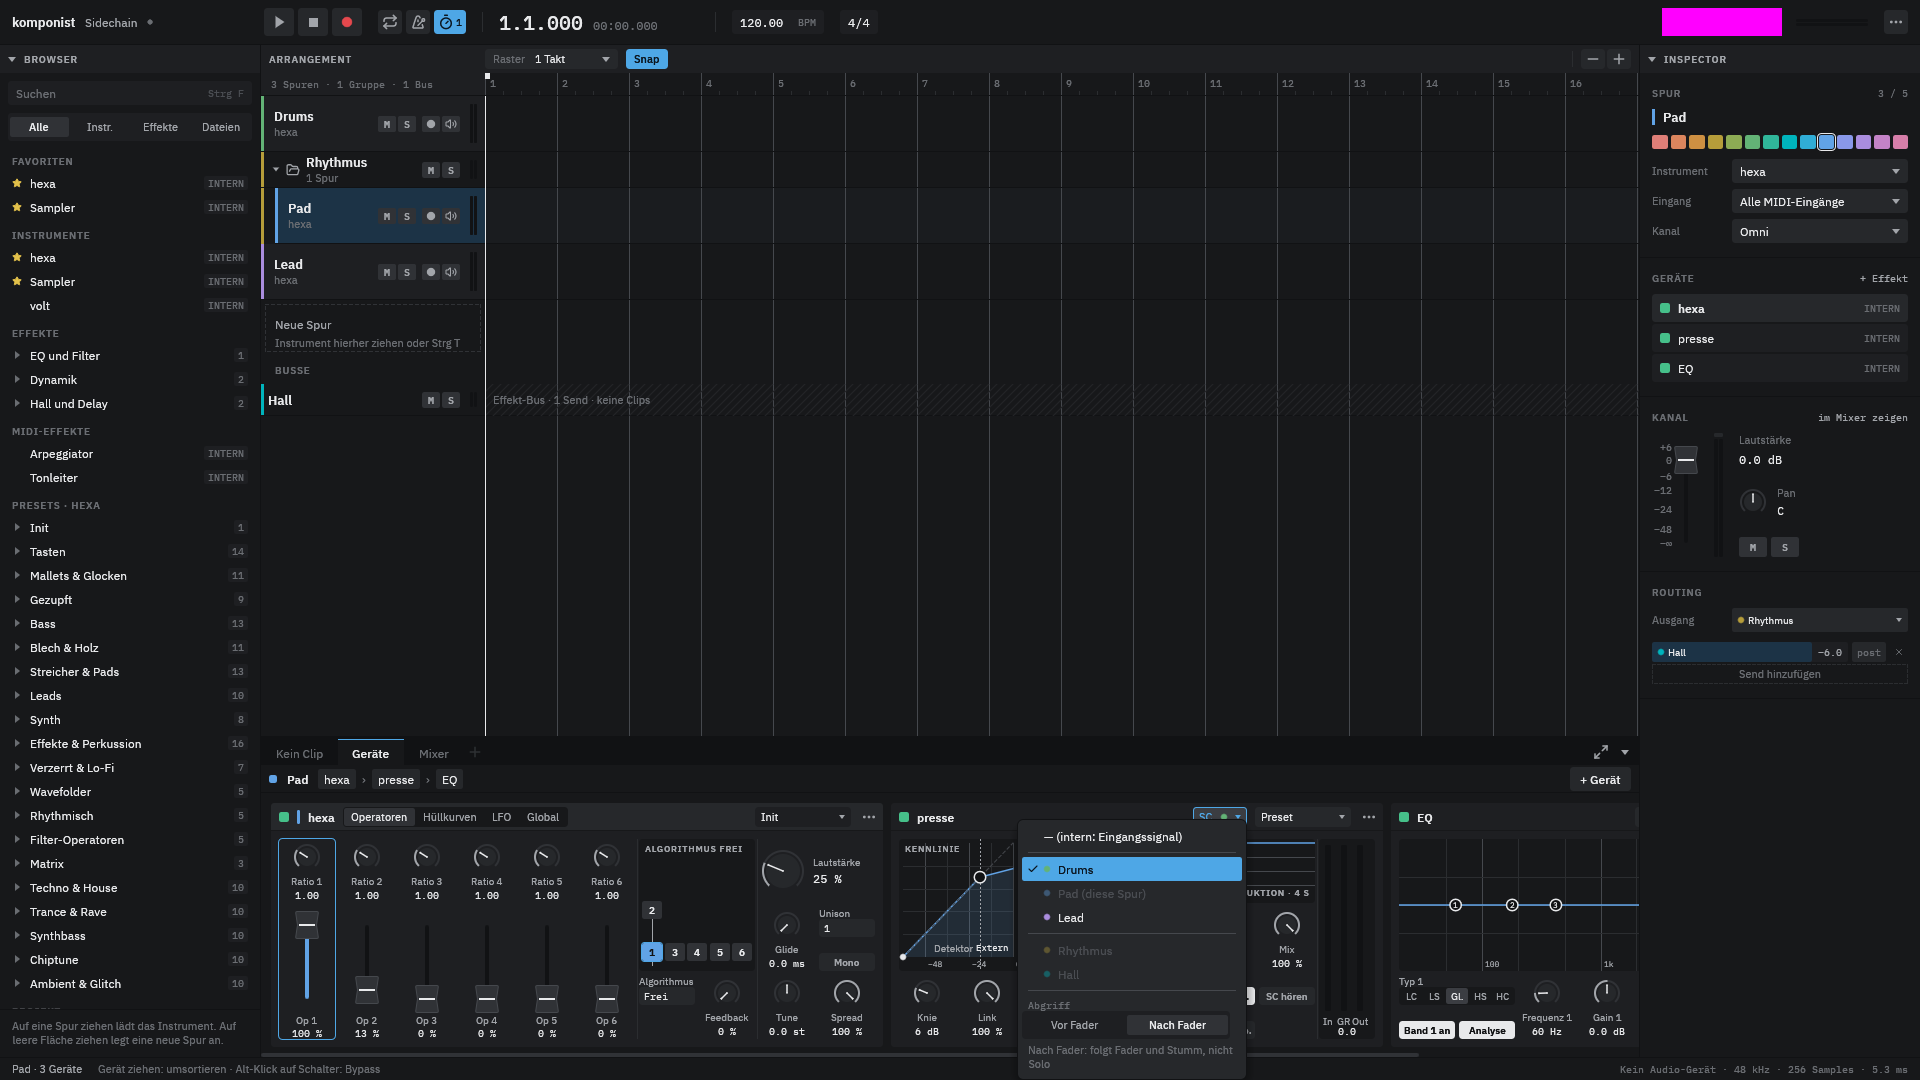 komponist Sidechain
1
1.1.000 00:00.000
120.00 BPM
4/4
BROWSER
Suchen Strg F
Alle Instr. Effekte Dateien
FAVORITEN
hexa INTERN
Sampler INTERN
INSTRUMENTE
hexa INTERN
Sampler INTERN
volt INTERN
EFFEKTE
EQ und Filter 1
Dynamik 2
Hall und Delay 2
MIDI-EFFEKTE
Arpeggiator INTERN
Tonleiter INTERN
PRESETS · HEXA
Init 1
Tasten 14
Mallets & Glocken 11
Gezupft 9
Bass 13
Blech & Holz 11
Streicher & Pads 13
Leads 10
Synth 8
Effekte & Perkussion 16
Verzerrt & Lo-Fi 7
Wavefolder 5
Rhythmisch 5
Filter-Operatoren 5
Matrix 3
Techno & House 10
Trance & Rave 10
Synthbass 10
Chiptune 10
Ambient & Glitch 10
Auf eine Spur ziehen lädt das Instrument. Auf
leere Fläche ziehen legt eine neue Spur an.
ARRANGEMENT
Raster 1 Takt
Snap
3 Spuren · 1 Gruppe · 1 Bus
1 2 3 4 5 6 7 8 9 10 11 12 13 14 15 16
Drums
hexa
M S
Rhythmus
1 Spur
M S
Pad
hexa
M S
Lead
hexa
M S
Neue Spur
Instrument hierher ziehen oder Strg T
BUSSE
Hall
M S
Effekt-Bus · 1 Send · keine Clips
Kein Clip Geräte Mixer
Pad hexa › presse › EQ
+ Gerät
hexa Operatoren Hüllkurven LFO Global Init
Ratio 1 Ratio 2 Ratio 3 Ratio 4 Ratio 5 Ratio 6
1.00 1.00 1.00 1.00 1.00 1.00
Op 1 Op 2 Op 3 Op 4 Op 5 Op 6
100 % 13 % 0 % 0 % 0 % 0 %
ALGORITHMUS FREI
2
1 3 4 5 6
Algorithmus
Frei
Feedback
0 %
Lautstärke
25 %
Glide
0.0 ms
Unison
1
Mono
Tune
0.0 st
Spread
100 %
presse SC Preset
KENNLINIE
Detektor Extern
-48 -24
Knie
6 dB
Link
100 %
— (intern: Eingangssignal)
Drums
Pad (diese Spur)
Lead
Rhythmus
Hall
Abgriff
Vor Fader Nach Fader
Nach Fader: folgt Fader und Stumm, nicht
Solo
UKTION · 4 S
Mix
100 %
SC hören
In GR Out
0.0
EQ
1 2 3
100 1k
Typ 1
LC LS GL HS HC
Band 1 an Analyse
Frequenz 1
60 Hz
Gain 1
0.0 dB
INSPECTOR
SPUR 3 / 5
Pad
Instrument hexa
Eingang Alle MIDI-Eingänge
Kanal Omni
GERÄTE + Effekt
hexa INTERN
presse INTERN
EQ INTERN
KANAL im Mixer zeigen
+6
0
−6
−12
−24
−48
−∞
Lautstärke
0.0 dB
Pan
C
M S
ROUTING
Ausgang Rhythmus
Hall −6.0 post ×
Send hinzufügen
Pad · 3 Geräte Gerät ziehen: umsortieren · Alt-Klick auf Schalter: Bypass
Kein Audio-Gerät · 48 kHz · 256 Samples · 5.3 ms